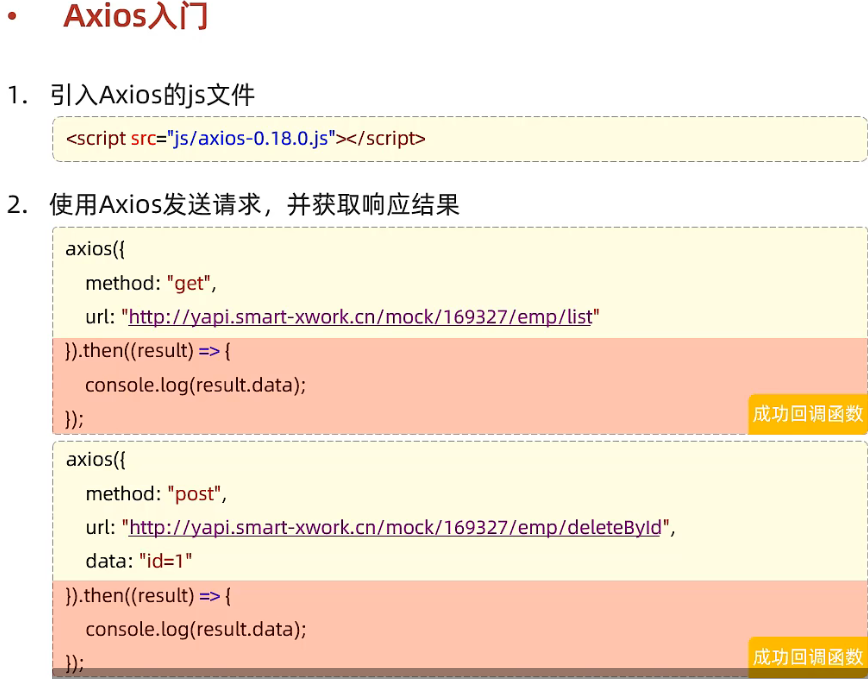 • Axios入门
1. 引入Axios的js文件
<script src="js/axios-0.18.0.js"></script>
2. 使用Axios发送请求，并获取响应结果
axios({
method: "get",
url: "http://yapi.smart-xwork.cn/mock/169327/emp/list"
}).then((result) => {
console.log(result.data);
});
成功回调函数
axios({
method: "post",
url: "http://yapi.smart-xwork.cn/mock/169327/emp/deleteById",
data: "id=1"
}).then((result) => {
console.log(result.data);
});
成功回调函数